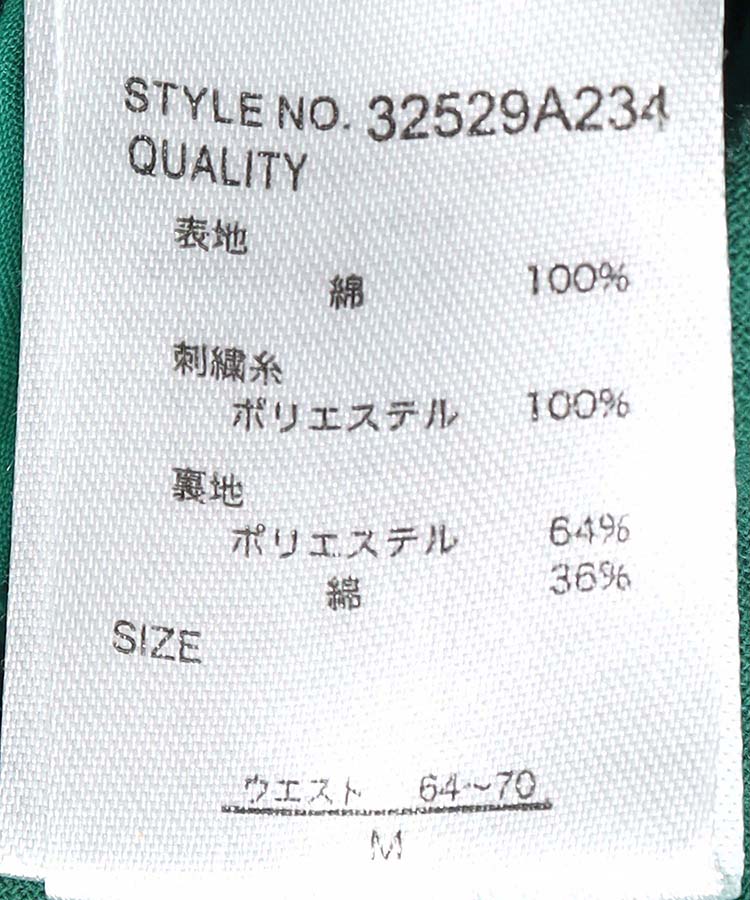 STYLE NO. 32529A234
QUALITY
表地
綿 100%
刺繍糸
ポリエステル 100%
裏地
ポリエステル 64%
綿 36%
SIZE
ウエスト 64~70
M